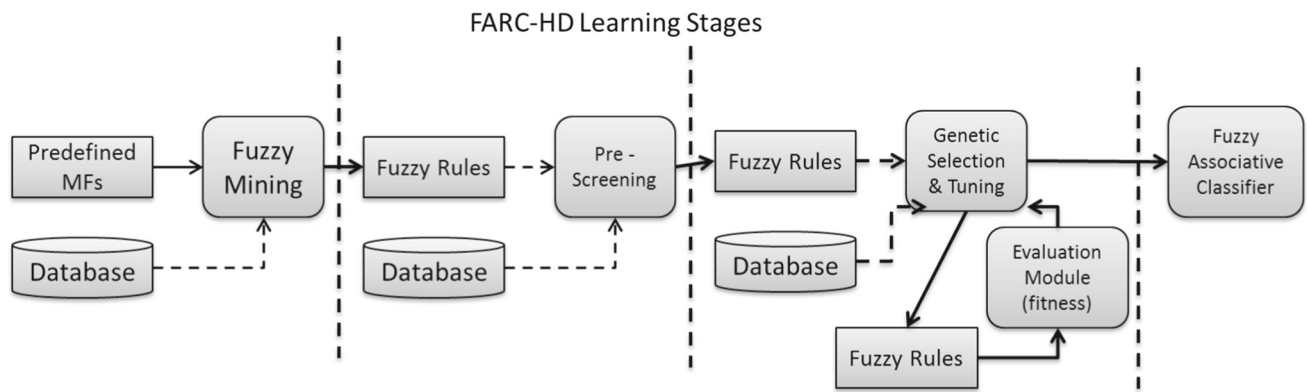 FARC-HD Learning Stages
Predefined
MFs
Fuzzy
Mining
Database
Fuzzy Rules
Pre -
Screening
Database
Fuzzy Rules
Genetic
Selection
& Tuning
Database
Evaluation
Module
(fitness)
Fuzzy Rules
Fuzzy
Associative
Classifier